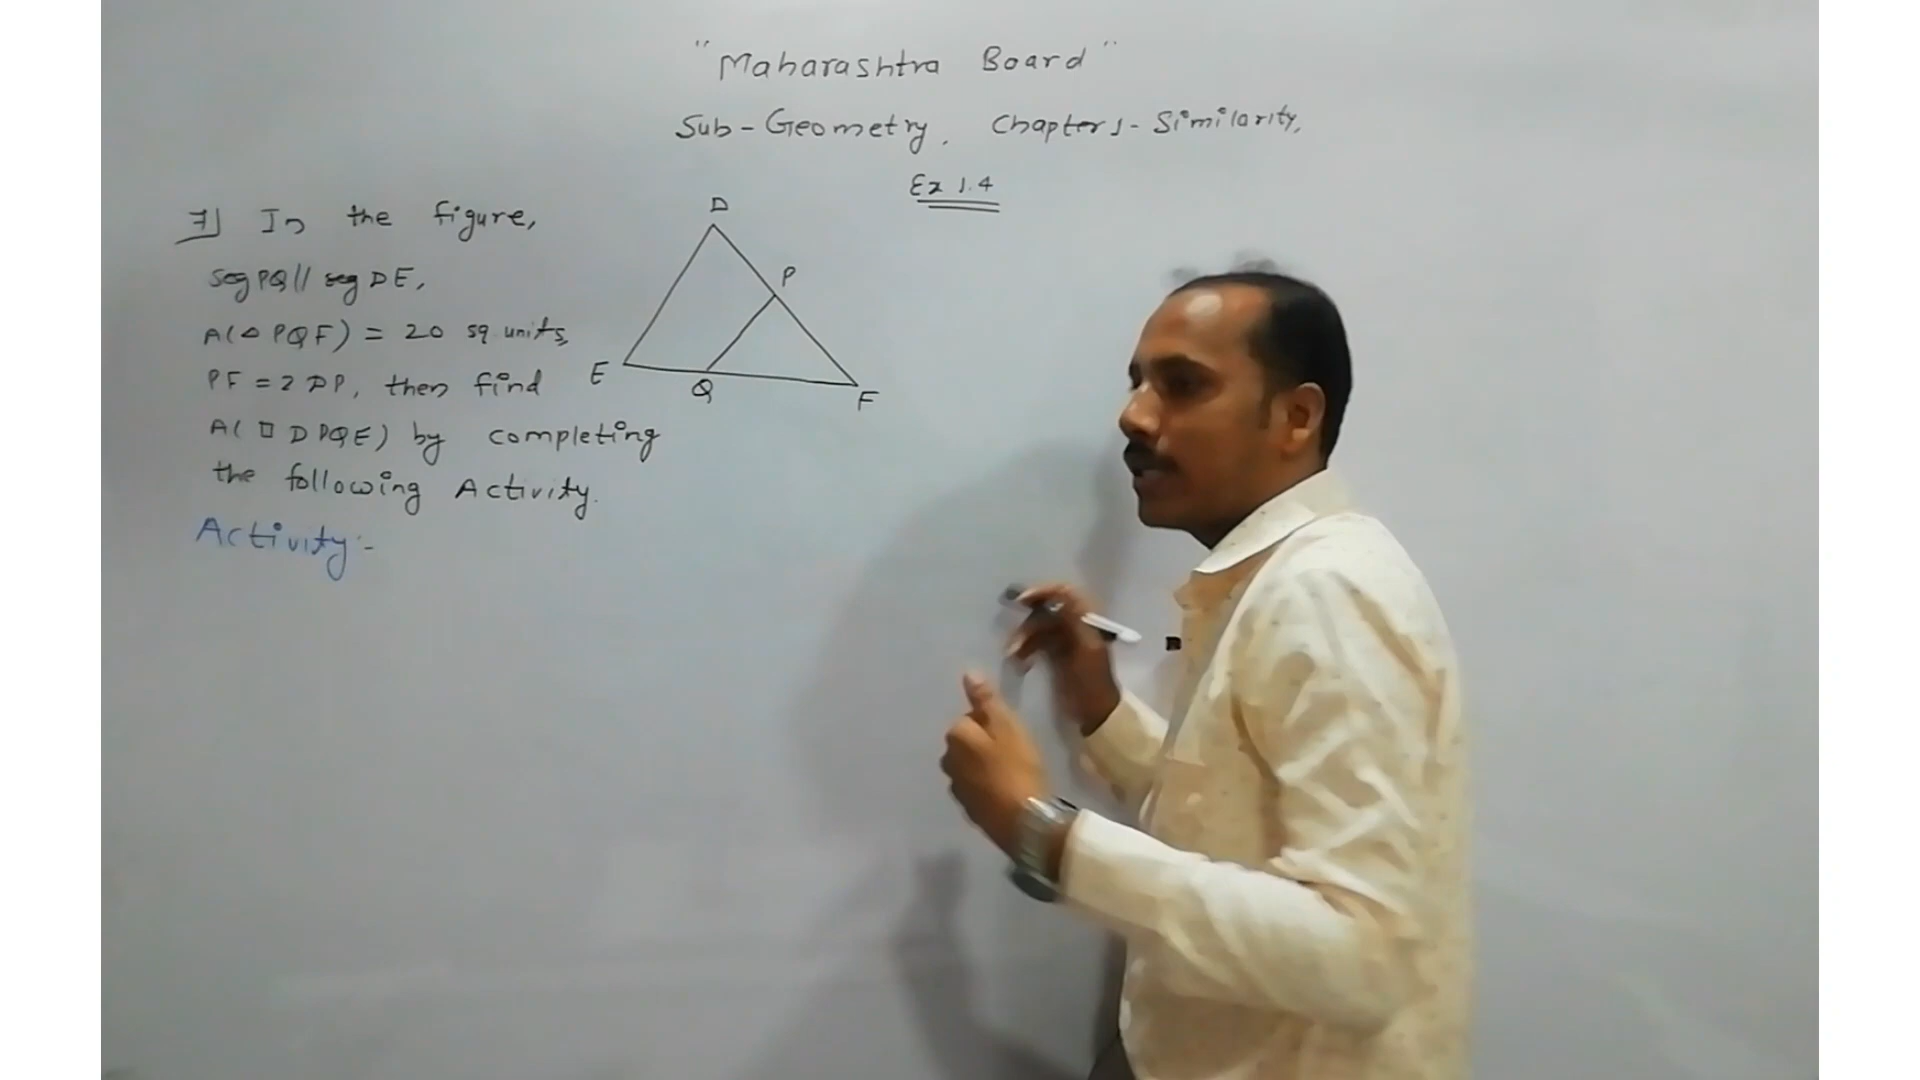 "Maharashtra Board"
Sub-Geometry, Chapter 1-Similarity,
Ex 1.4
7] In the figure,
seg PQ || seg DE,
A(△ PQF) = 20 sq units,
PF = 2 DP, then find
A(□ DPQE) by completing
the following Activity.
Activity:-
D
P
E
Q
F